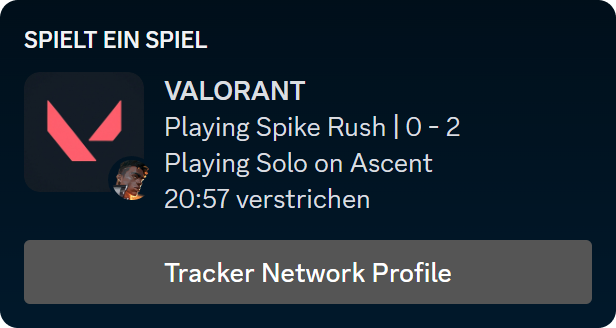 SPIELT EIN SPIEL
VALORANT
Playing Spike Rush | 0 - 2
Playing Solo on Ascent
20:57 verstrichen
Tracker Network Profile